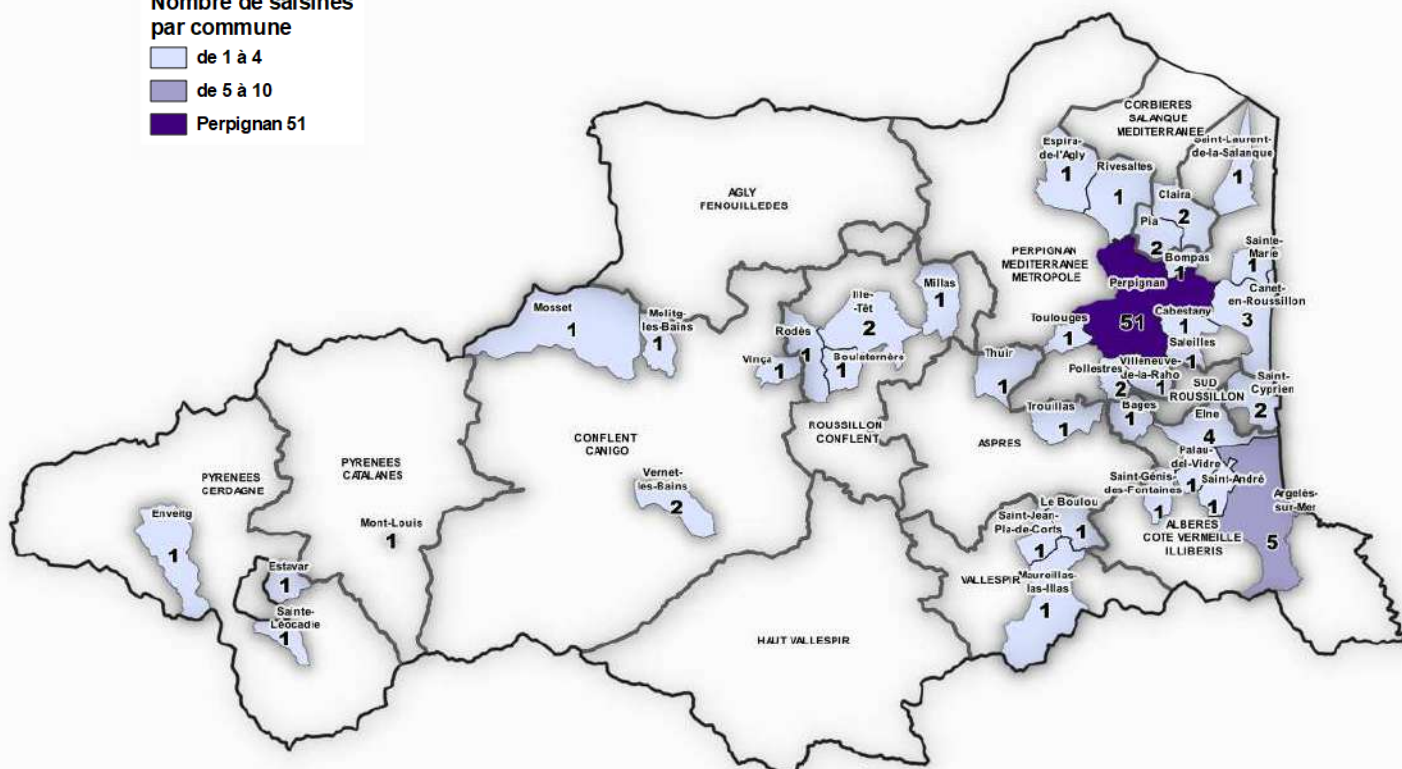 Nombre de saisines
par commune
de 1 à 4
de 5 à 10
Perpignan 51
CORBIERES
SALANQUE
MEDITERRANEE
Espira-
de-l'Agly
1
Rivesaltes
1
Saint-Laurent-
de-la-Salanque
1
Claira
2
Pia
2
Bompas
1
Sainte-
Marie
1
AGLY
FENOUILLEDES
PERPIGNAN
MEDITERRANEE
METROPOLE
Perpignan
51
Canet-
en-Roussillon
3
Cabestany
1
Toulouges
1
Saleilles
1
Millas
1
Ille-
-Têt
2
Mosset
1
Molitg-
les-Bains
1
Rodès
1
Vinça
1
Bouleternère
1
Thuir
1
Pollestres
2
Villeneuve-
de-la-Raho
1
SUD
ROUSSILLON
Saint-
Cyprien
2
Trouillas
1
Bages
1
Elne
4
ROUSSILLON
CONFLENT
ASPRES
CONFLENT
CANIGO
PYRENEES
CATALANES
PYRENEES
CERDAGNE
Vernet-
les-Bains
2
Palau-
del-Vidre
1
Saint-André
1
Saint-Génis-
des-Fontaines
1
Argelès-
sur-Mer
5
Le Boulou
1
Saint-Jean-
Pla-de-Corts
1
ALBERES
COTE VERMEILLE
ILLIBERIS
Enveitg
1
Mont-Louis
1
Estavar
1
Sainte-
Léocadie
1
VALLESPIR
Maureillas-
las-Illas
1
HAUT VALLESPIR